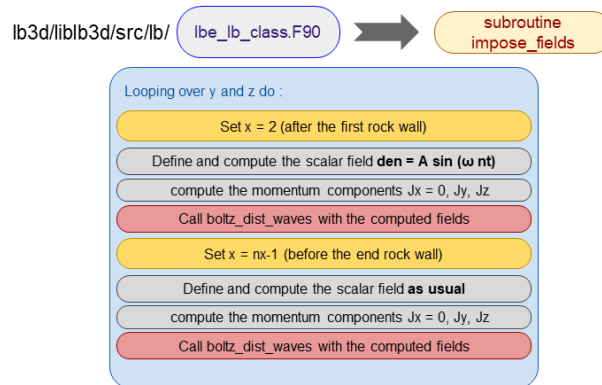 lb3d/liblb3d/src/lb/ lbe_lb_class.F90
subroutine
impose_fields
Looping over y and z do :
Set x = 2 (after the first rock wall)
Define and compute the scalar field den = A sin (ω nt)
compute the momentum components Jx = 0, Jy, Jz
Call boltz_dist_waves with the computed fields
Set x = nx-1 (before the end rock wall)
Define and compute the scalar field as usual
compute the momentum components Jx = 0, Jy, Jz
Call boltz_dist_waves with the computed fields